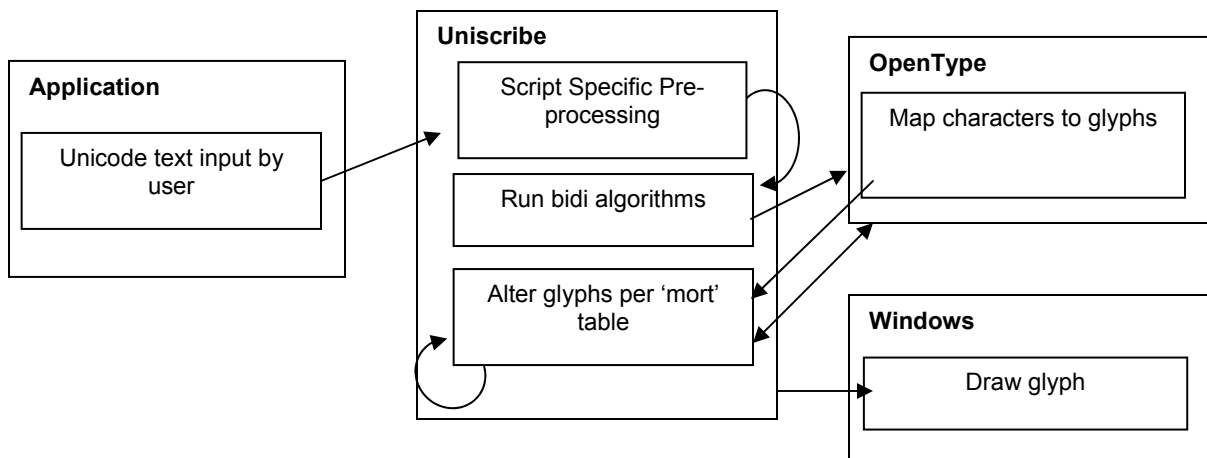 Application
Unicode text input by
user
Uniscribe
Script Specific Pre-
processing
Run bidi algorithms
Alter glyphs per ‘mort’
table
OpenType
Map characters to glyphs
Windows
Draw glyph